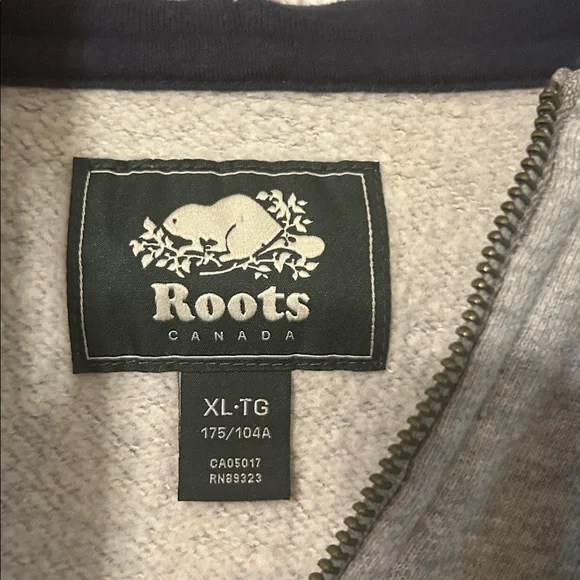 Roots
CANADA
XL·TG
175/104A
CA05017
RN89323